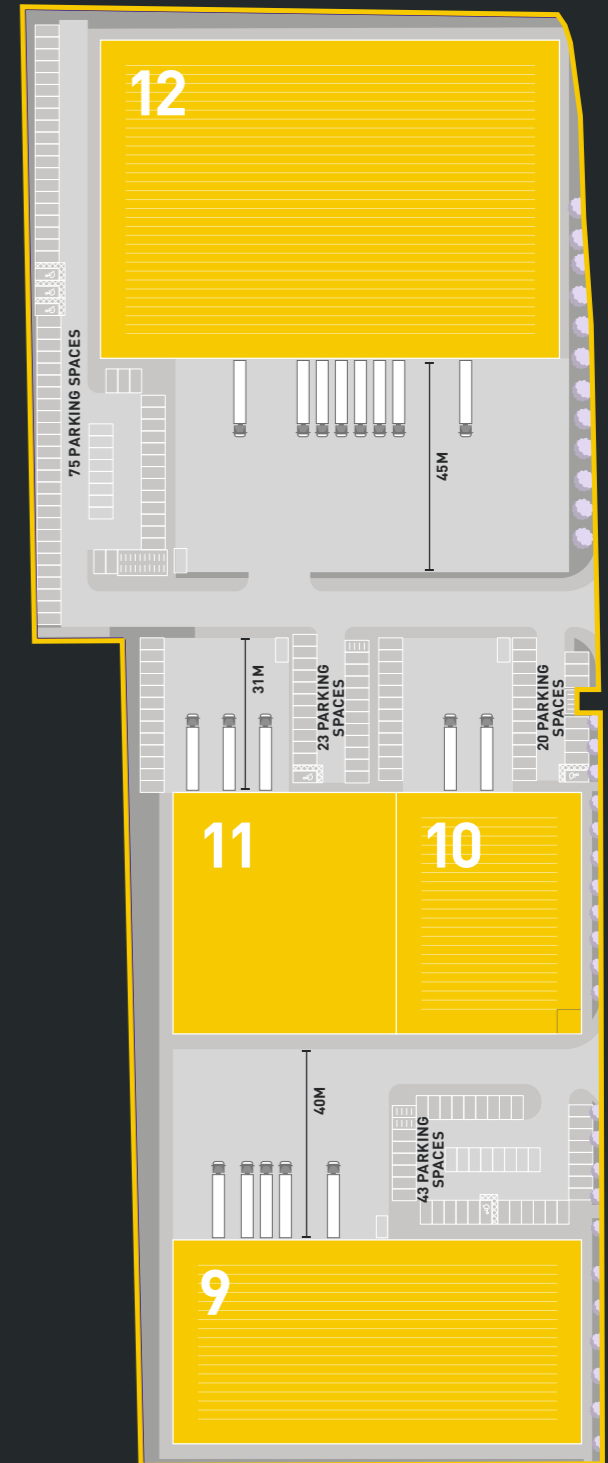 12
75 PARKING SPACES
45M
31M
23 PARKING
SPACES
20 PARKING
SPACES
11
10
40M
43 PARKING
SPACES
9